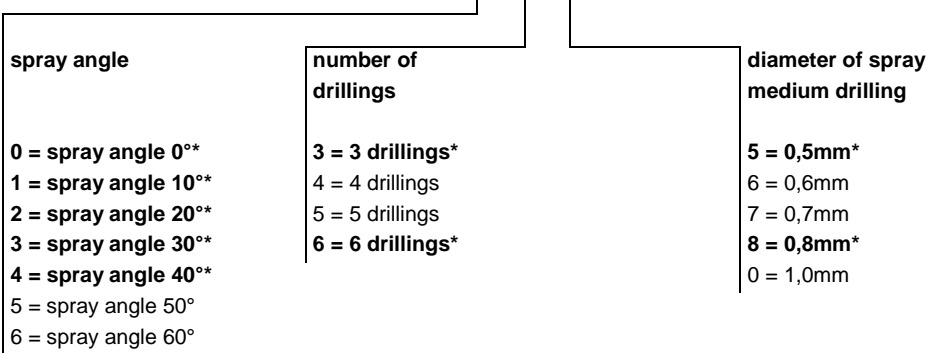 spray angle
0 = spray angle 0°*
1 = spray angle 10°*
2 = spray angle 20°*
3 = spray angle 30°*
4 = spray angle 40°*
5 = spray angle 50°
6 = spray angle 60°
number of
drillings
3 = 3 drillings*
4 = 4 drillings
5 = 5 drillings
6 = 6 drillings*
diameter of spray
medium drilling
5 = 0,5mm*
6 = 0,6mm
7 = 0,7mm
8 = 0,8mm*
0 = 1,0mm